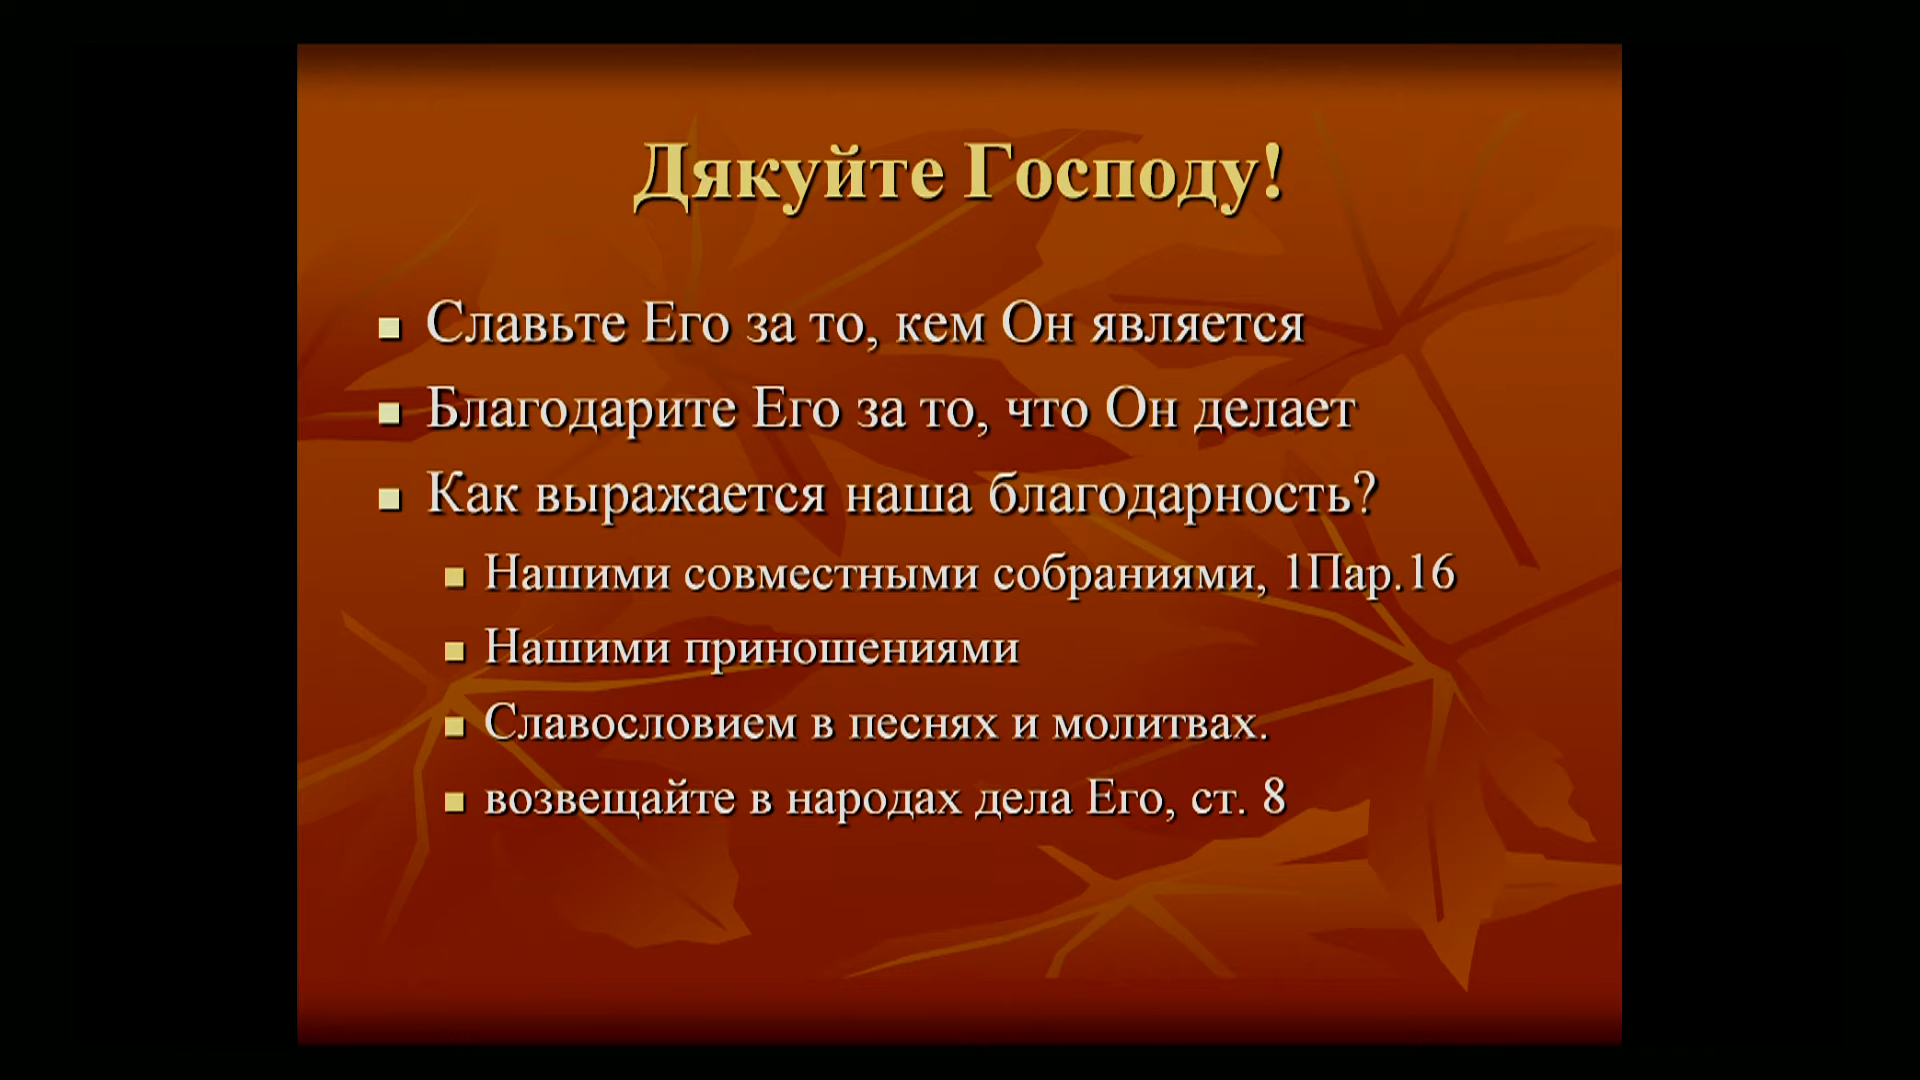 Дякуйте Господу!
Славьте Его за то, кем Он является
Благодарите Его за то, что Он делает
Как выражается наша благодарность?
Нашими совместными собраниями, 1Пар.16
Нашими приношениями
Славословием в песнях и молитвах.
возвещайте в народах дела Его, ст. 8